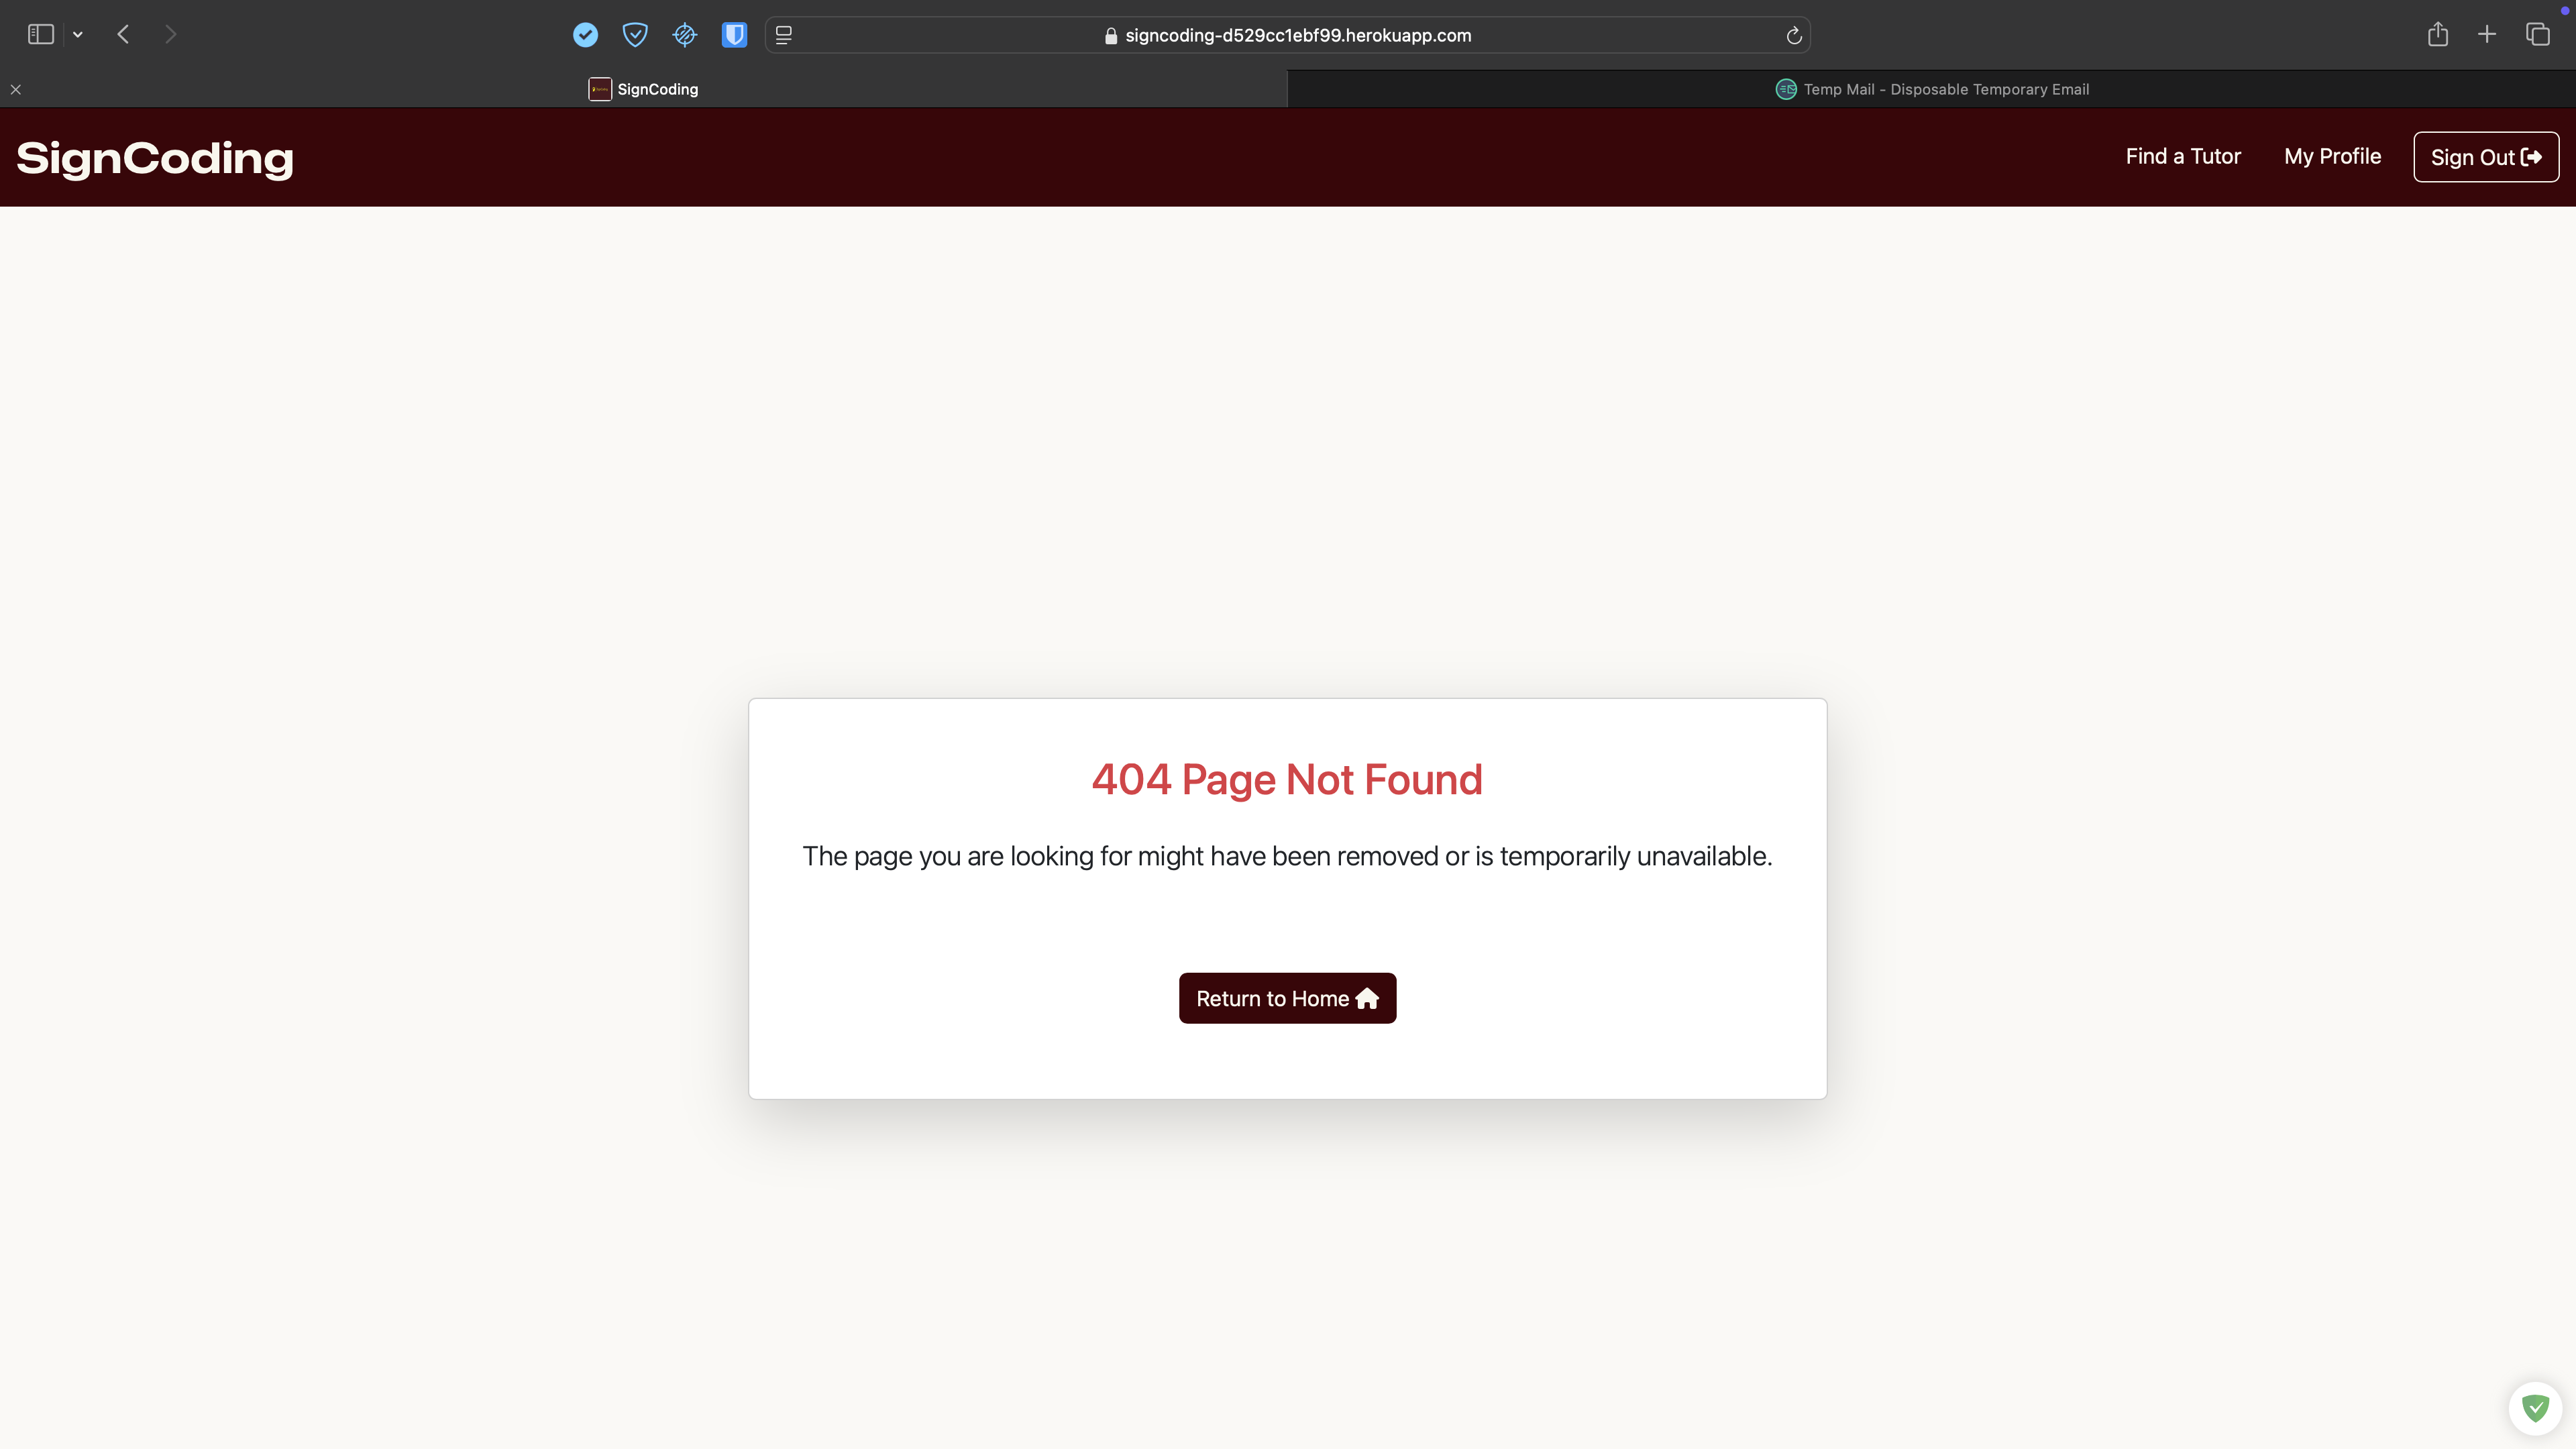 signcoding-d529cc1ebf99.herokuapp.com
SignCoding
Temp Mail - Disposable Temporary Email
SignCoding
Find a Tutor
My Profile
Sign Out
404 Page Not Found
The page you are looking for might have been removed or is temporarily unavailable.
Return to Home